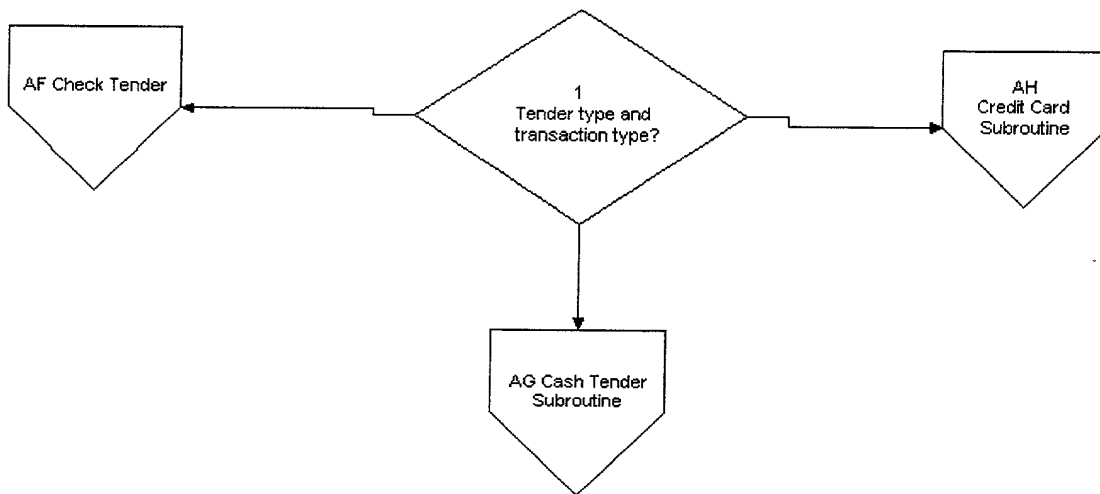 AF Check Tender
1
Tender type and
transaction type?
AH
Credit Card
Subroutine
AG Cash Tender
Subroutine